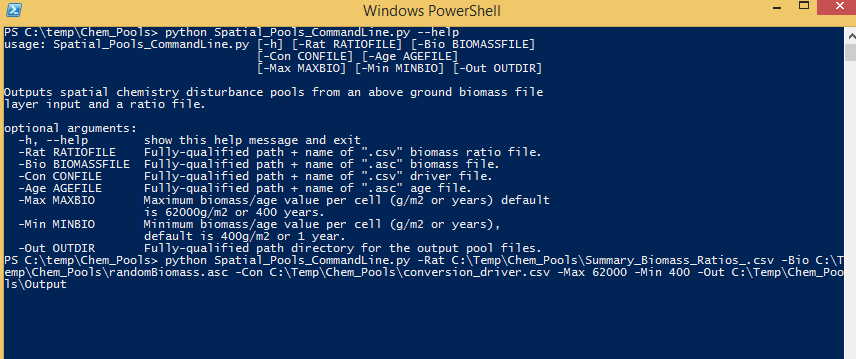 Windows PowerShell
PS C:\temp\Chem_Pools> python Spatial_Pools_CommandLine.py --help
usage: Spatial_Pools_CommandLine.py [-h] [-Rat RATIOFILE] [-Bio BIOMASSFILE]
[-Con CONFILE] [-Age AGEFILE]
[-Max MAXBIO] [-Min MINBIO] [-Out OUTDIR]
Outputs spatial chemistry disturbance pools from an above ground biomass file
layer input and a ratio file.
optional arguments:
-h, --help show this help message and exit
-Rat RATIOFILE Fully-qualified path + name of ".csv" biomass ratio file.
-Bio BIOMASSFILE Fully-qualified path + name of ".asc" biomass file.
-Con CONFILE Fully-qualified path + name of ".csv" driver file.
-Age AGEFILE Fully-qualified path + name of ".asc" age file.
-Max MAXBIO Maximum biomass/age value per cell (g/m2 or years) default
is 62000g/m2 or 400 years.
-Min MINBIO Minimum biomass/age value per cell (g/m2 or years),
default is 400g/m2 or 1 year.
-Out OUTDIR Fully-qualified path directory for the output pool files.
PS C:\temp\Chem_Pools> python Spatial_Pools_CommandLine.py -Rat C:\Temp\Chem_Pools\Summary_Biomass_Ratios_.csv -Bio C:\T
emp\Chem_Pools\randomBiomass.asc -Con C:\Temp\Chem_Pools\conversion_driver.csv -Max 62000 -Min 400 -Out C:\Temp\Chem_Poo
ls\Output